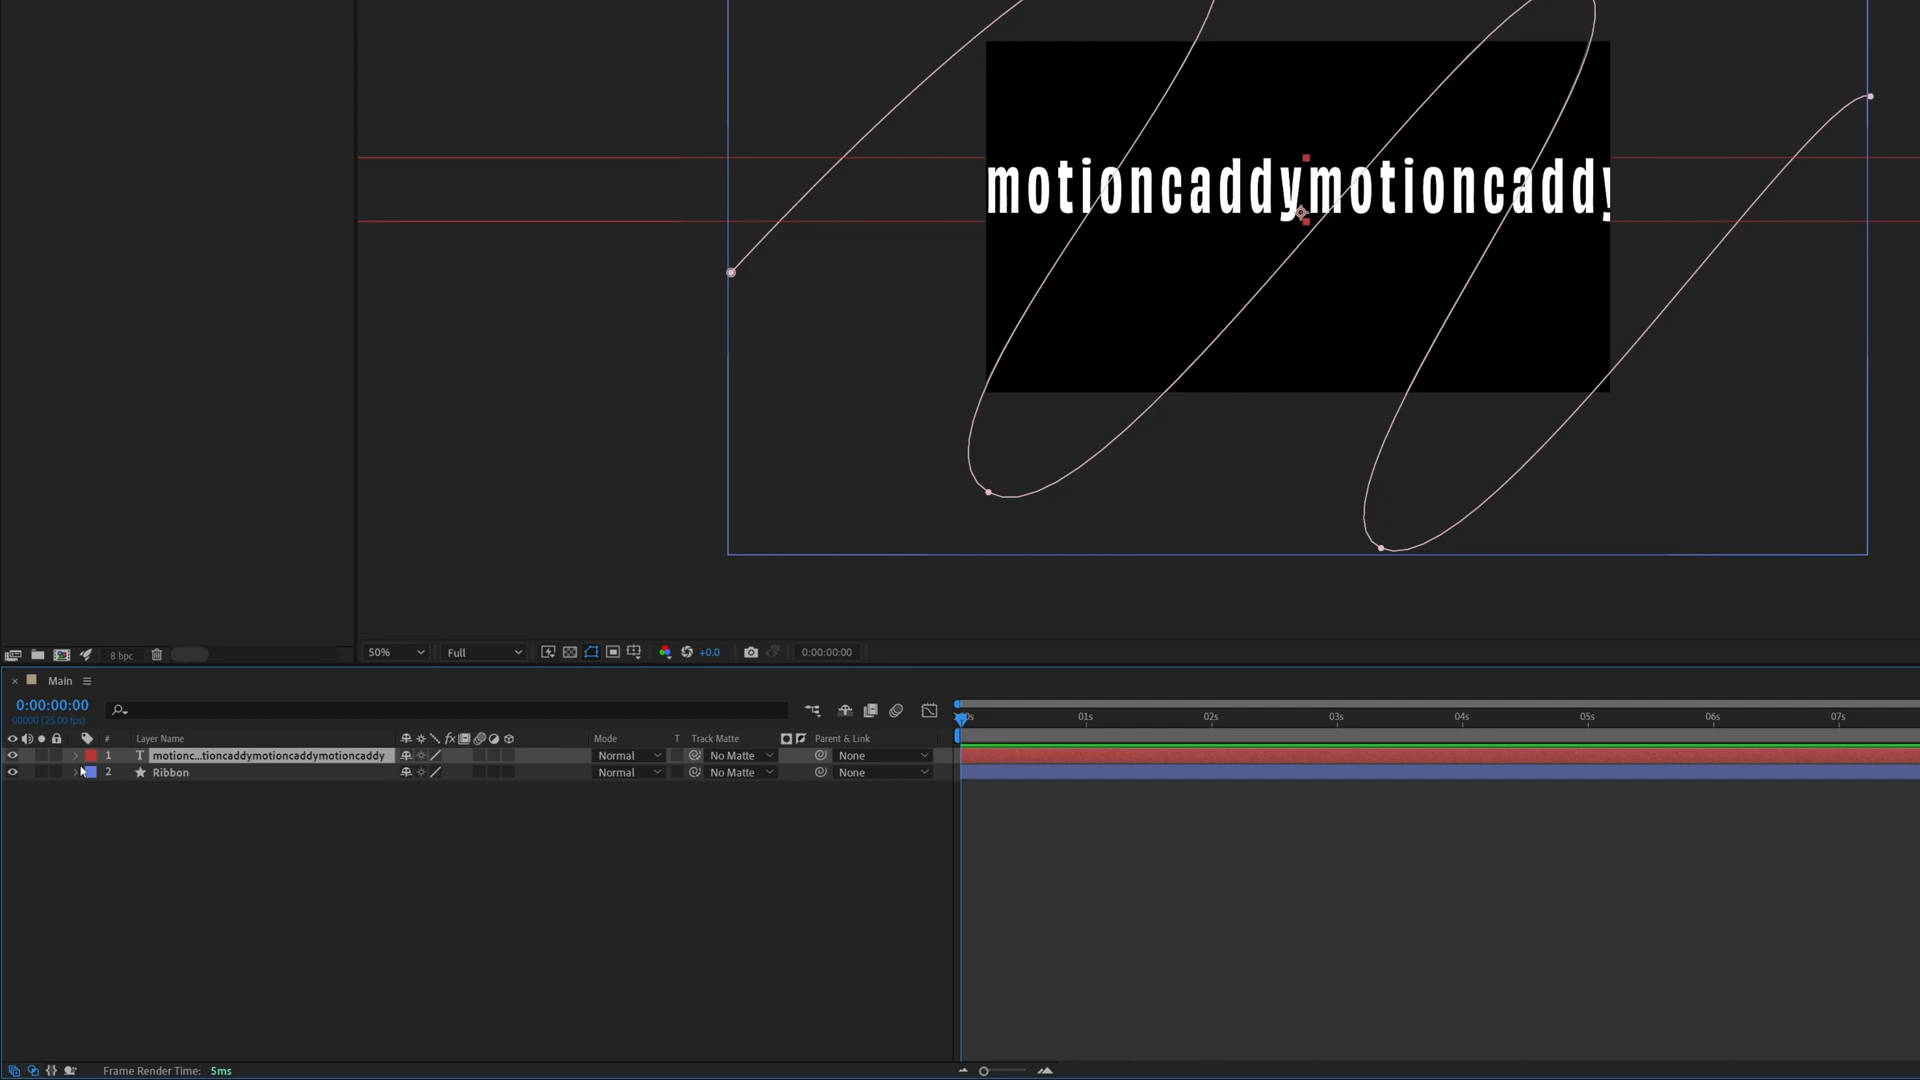 motioncaddymotioncaddy
8 bpc
50%
Full
+0.0
0:00:00:00
× Main
0:00:00:00
00000 (25.00 fps)
01s 02s 03s 04s 05s 06s 07s
# Layer Name fx Mode T Track Matte Parent & Link
1 T motionc...tioncaddymotioncaddymotioncaddy Normal No Matte None
2 Ribbon Normal No Matte None
Frame Render Time: 5ms